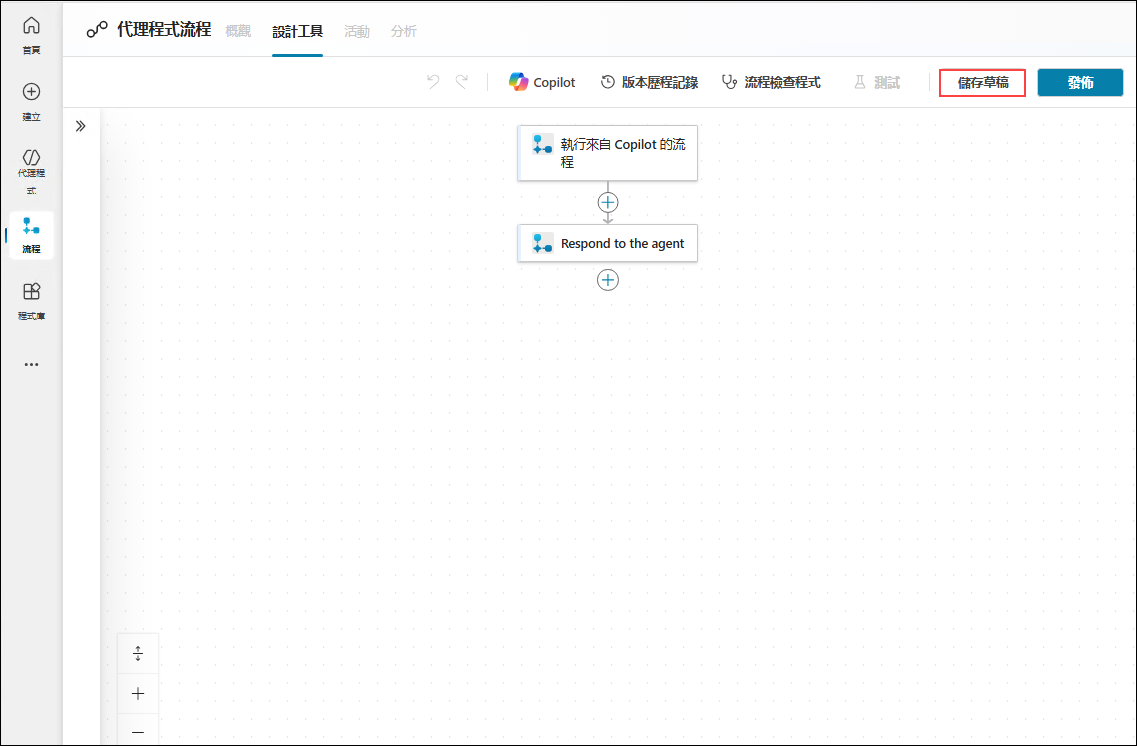 代理程式流程 概觀 設計工具 活動 分析
Copilot 版本歷程記錄 流程檢查程式 測試 儲存草稿 發佈
首頁
建立
代理程
式
流程
程式庫
執行來自 Copilot 的流
程
Respond to the agent